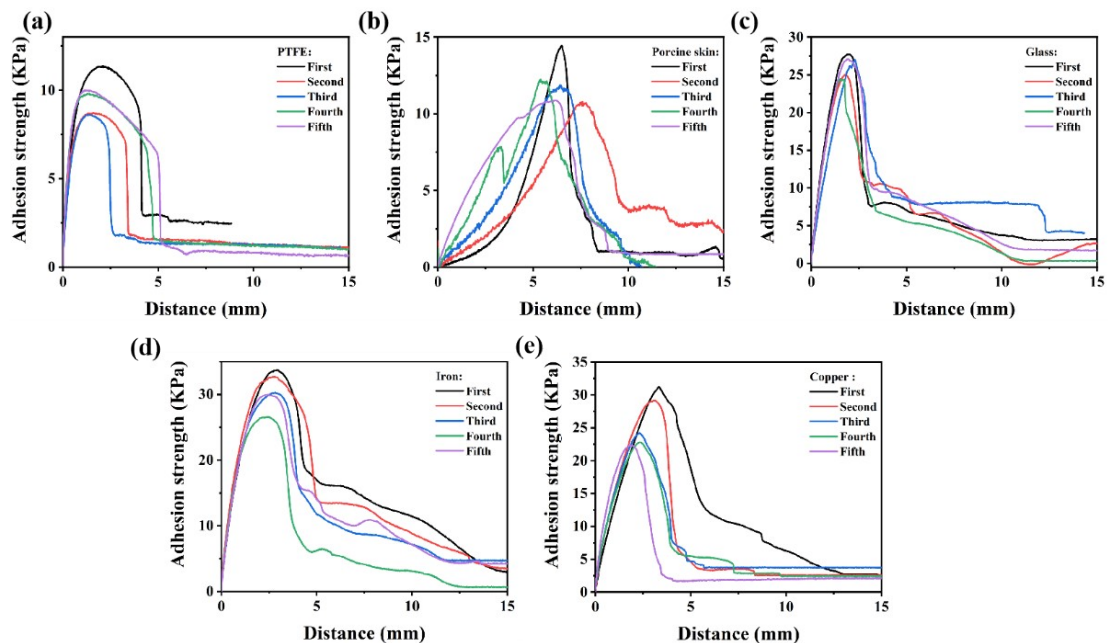 (a)
Adhesion strength (KPa)
15
10
5
0
0 5 10 15
Distance (mm)
PTFE:
First
Second
Third
Fourth
Fifth
(b)
Adhesion strength (KPa)
15
10
5
0
0 5 10 15
Distance (mm)
Porcine skin:
First
Second
Third
Fourth
Fifth
(c)
Adhesion strength (KPa)
30
25
20
15
10
5
0
0 5 10 15
Distance (mm)
Glass:
First
Second
Third
Fourth
Fifth
(d)
Adhesion strength (KPa)
30
20
10
0
0 5 10 15
Distance (mm)
Iron:
First
Second
Third
Fourth
Fifth
(e)
Adhesion strength (KPa)
35
30
25
20
15
10
5
0
0 5 10 15
Distance (mm)
Copper :
First
Second
Third
Fourth
Fifth